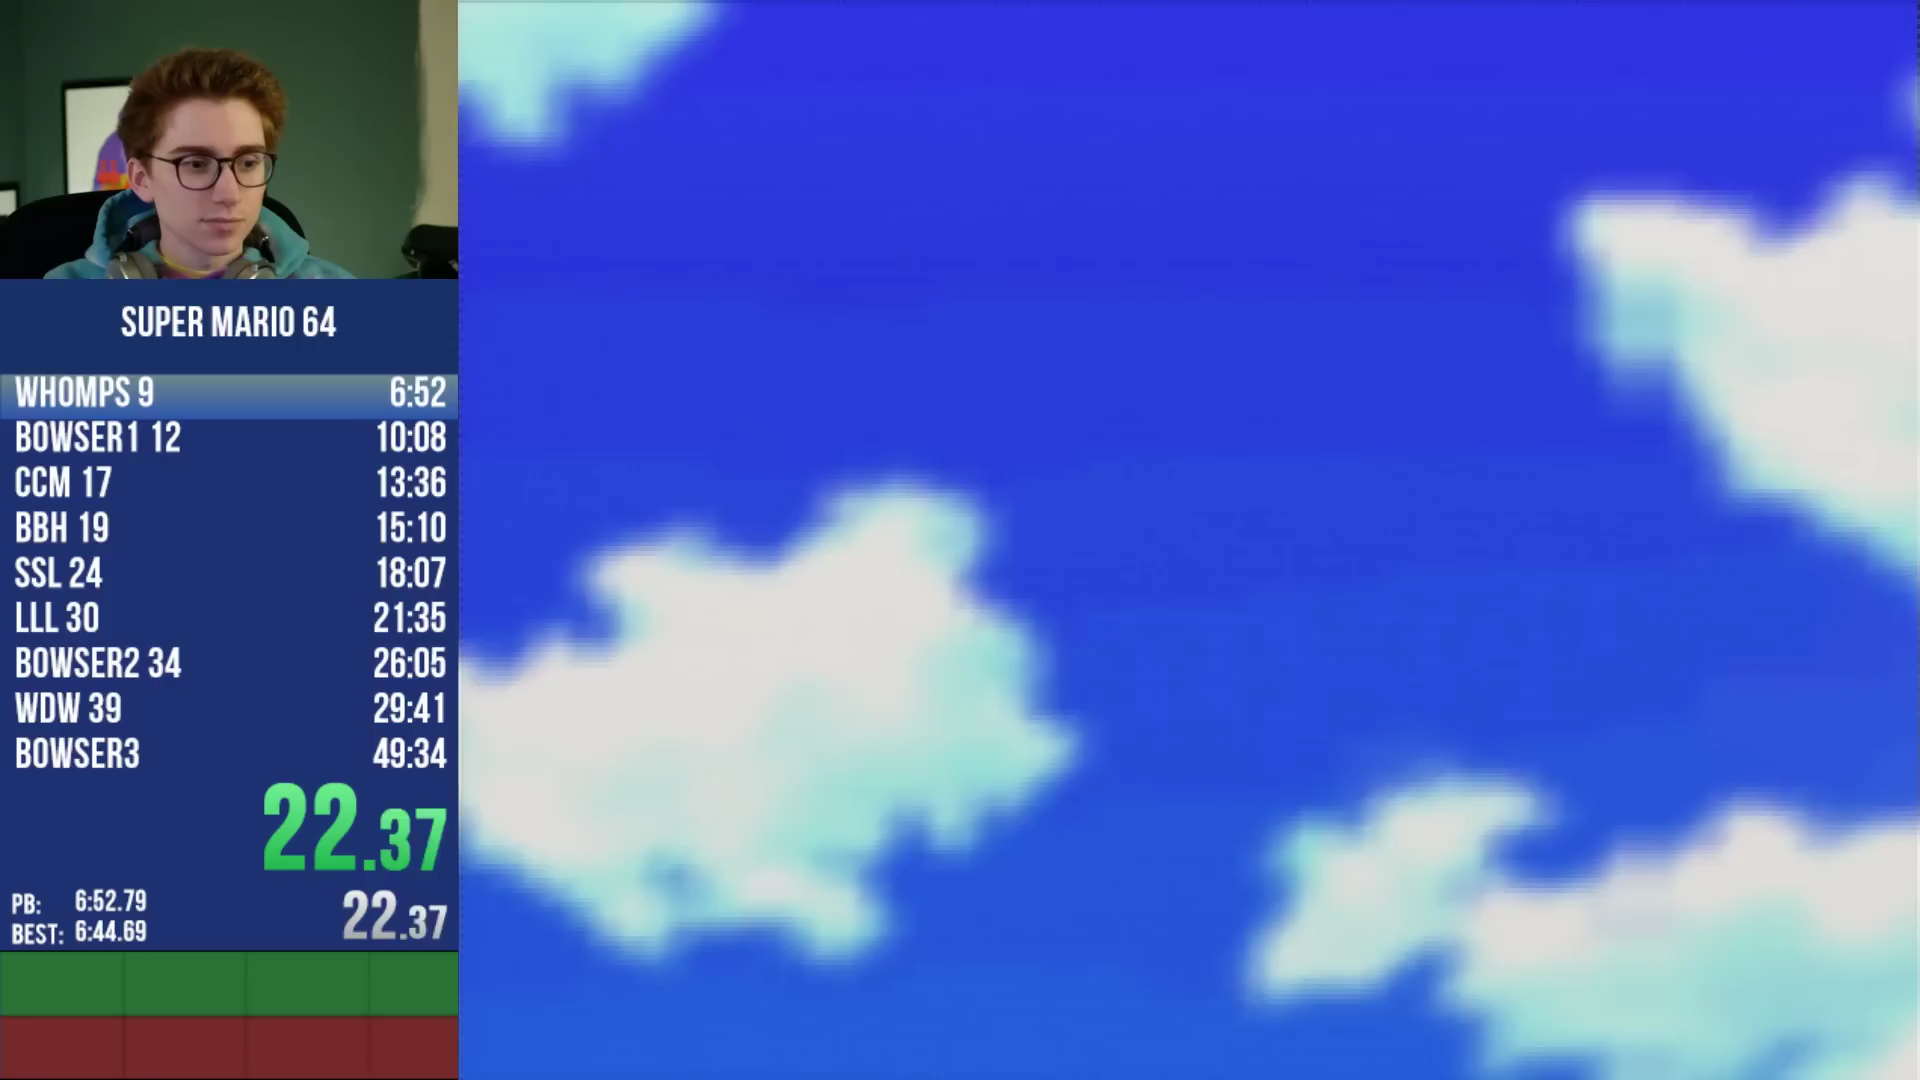 SUPER MARIO 64
WHOMPS 9 6:52
BOWSER1 12 10:08
CCM 17 13:36
BBH 19 15:10
SSL 24 18:07
LLL 30 21:35
BOWSER2 34 26:05
WDW 39 29:41
BOWSER3 49:34
22.37
PB: 6:52.79
BEST: 6:44.69
22.37